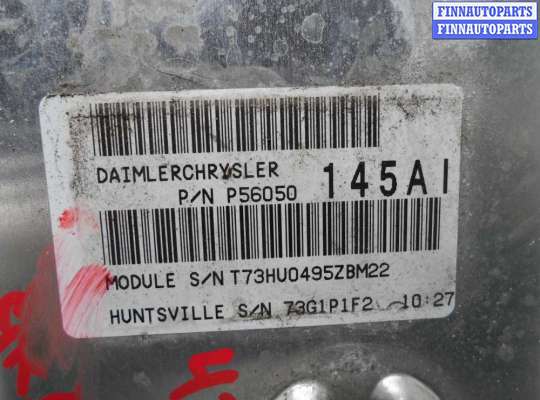 FINNAUTOPARTS
FINNAUTOPARTS
DAIMLERCHRYSLER
P/N P56050 145AI
MODULE S/N T73HU0495ZBM22
HUNTSVILLE S/N 73G1P1F2 10:27